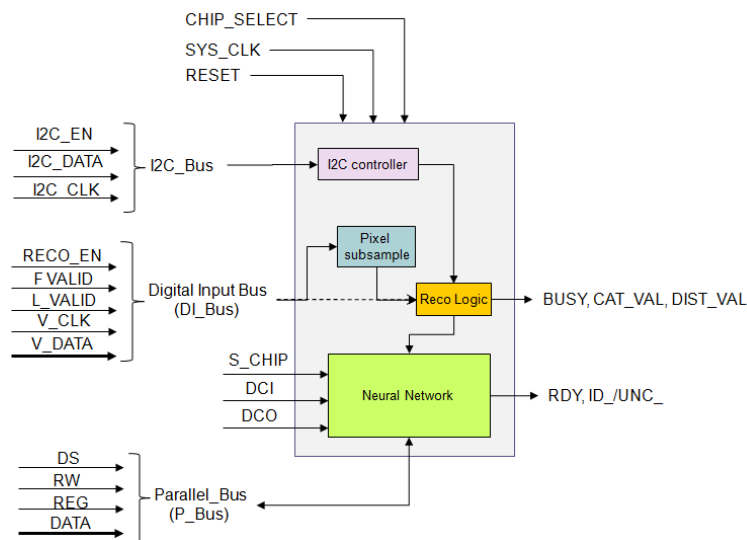 CHIP_SELECT
SYS_CLK
RESET
I2C_EN
I2C_DATA
I2C_CLK
I2C_Bus
I2C controller
RECO_EN
F VALID
L_VALID
V_CLK
V_DATA
Digital Input Bus
(DI_Bus)
Pixel
subsample
Reco Logic
BUSY, CAT_VAL, DIST_VAL
S_CHIP
DCI
DCO
Neural Network
RDY, ID_/UNC_
DS
RW
REG
DATA
Parallel_Bus
(P_Bus)